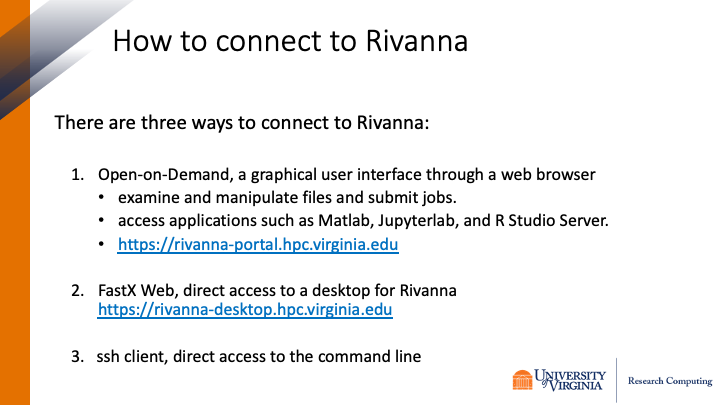 How to connect to Rivanna
There are three ways to connect to Rivanna:
1. Open-on-Demand, a graphical user interface through a web browser
• examine and manipulate files and submit jobs.
• access applications such as Matlab, Jupyterlab, and R Studio Server.
• https://rivanna-portal.hpc.virginia.edu
2. FastX Web, direct access to a desktop for Rivanna
https://rivanna-desktop.hpc.virginia.edu
3. ssh client, direct access to the command line
UNIVERSITY
of VIRGINIA
Research Computing